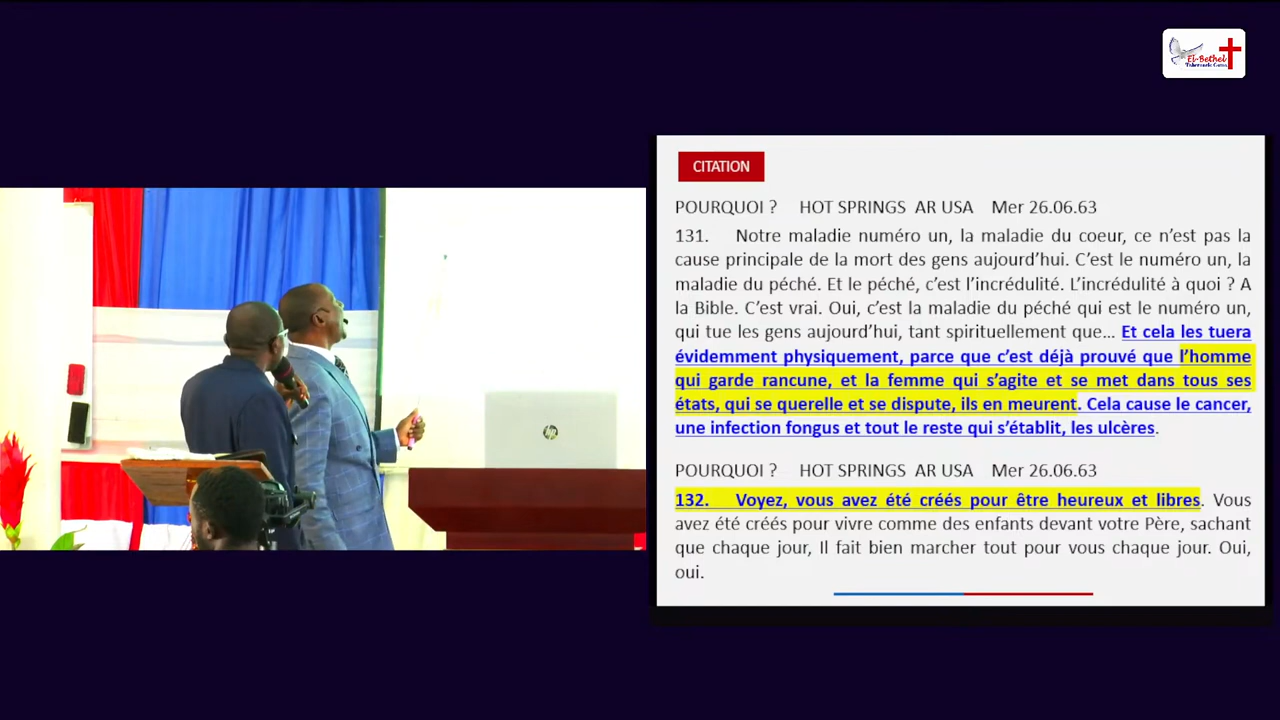 El-Bethel
Tabernacle Goma
CITATION
POURQUOI ? HOT SPRINGS AR USA Mer 26.06.63
131. Notre maladie numéro un, la maladie du coeur, ce n’est pas la
cause principale de la mort des gens aujourd’hui. C’est le numéro un, la
maladie du péché. Et le péché, c’est l’incrédulité. L’incrédulité à quoi ? A
la Bible. C’est vrai. Oui, c’est la maladie du péché qui est le numéro un,
qui tue les gens aujourd’hui, tant spirituellement que… Et cela les tuera
évidemment physiquement, parce que c’est déjà prouvé que l’homme
qui garde rancune, et la femme qui s’agite et se met dans tous ses
états, qui se querelle et se dispute, ils en meurent. Cela cause le cancer,
une infection fongus et tout le reste qui s’établit, les ulcères.
POURQUOI ? HOT SPRINGS AR USA Mer 26.06.63
132. Voyez, vous avez été créés pour être heureux et libres. Vous
avez été créés pour vivre comme des enfants devant votre Père, sachant
que chaque jour, Il fait bien marcher tout pour vous chaque jour. Oui,
oui.
hp